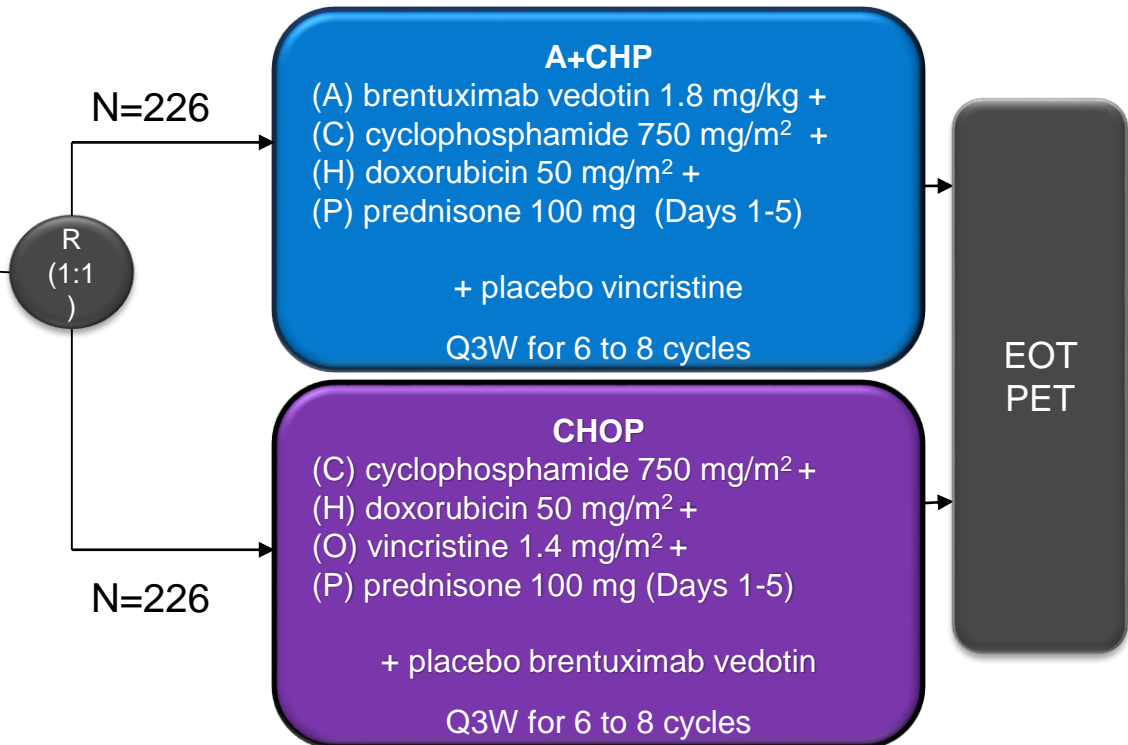 N=226
R
(1:1
)
N=226
A+CHP
(A) brentuximab vedotin 1.8 mg/kg +
(C) cyclophosphamide 750 mg/m² +
(H) doxorubicin 50 mg/m² +
(P) prednisone 100 mg (Days 1-5)
+ placebo vincristine
Q3W for 6 to 8 cycles
CHOP
(C) cyclophosphamide 750 mg/m² +
(H) doxorubicin 50 mg/m² +
(O) vincristine 1.4 mg/m² +
(P) prednisone 100 mg (Days 1-5)
+ placebo brentuximab vedotin
Q3W for 6 to 8 cycles
EOT
PET